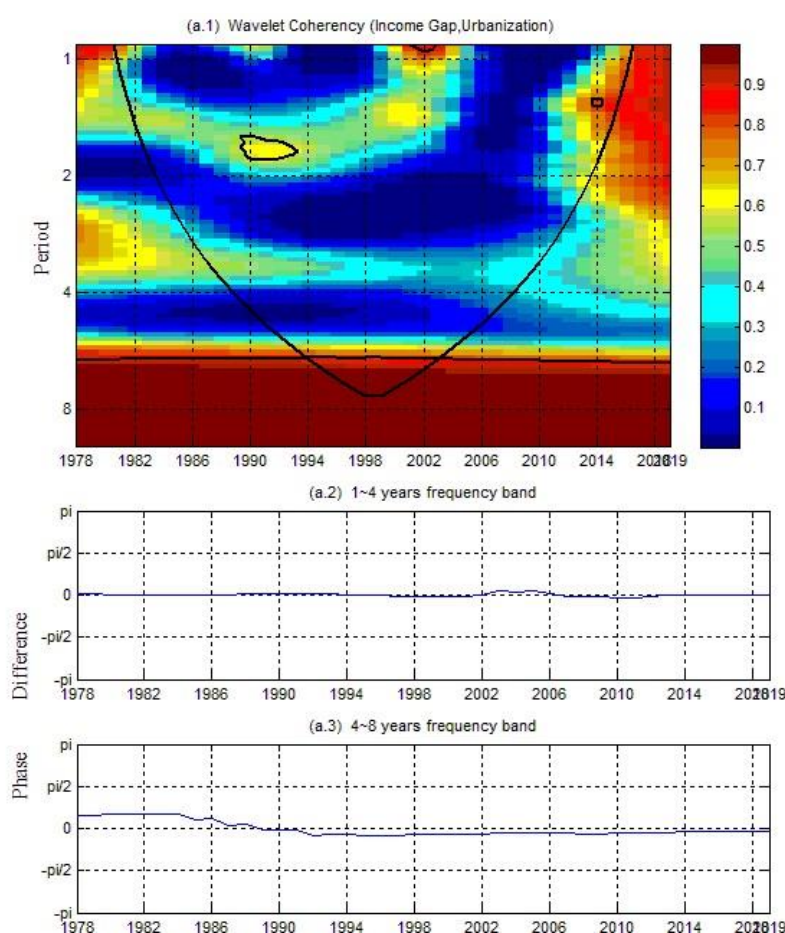 (a.1) Wavelet Coherency (Income Gap,Urbanization)
Period
1
2
4
8
1978 1982 1986 1990 1994 1998 2002 2006 2010 2014 2019
0.9
0.8
0.7
0.6
0.5
0.4
0.3
0.2
0.1
(a.2) 1~4 years frequency band
Difference
pi
pi/2
0
-pi/2
-pi
1978 1982 1986 1990 1994 1998 2002 2006 2010 2014 2019
(a.3) 4~8 years frequency band
Phase
pi
pi/2
0
-pi/2
-pi
1978 1982 1986 1990 1994 1998 2002 2006 2010 2014 2019